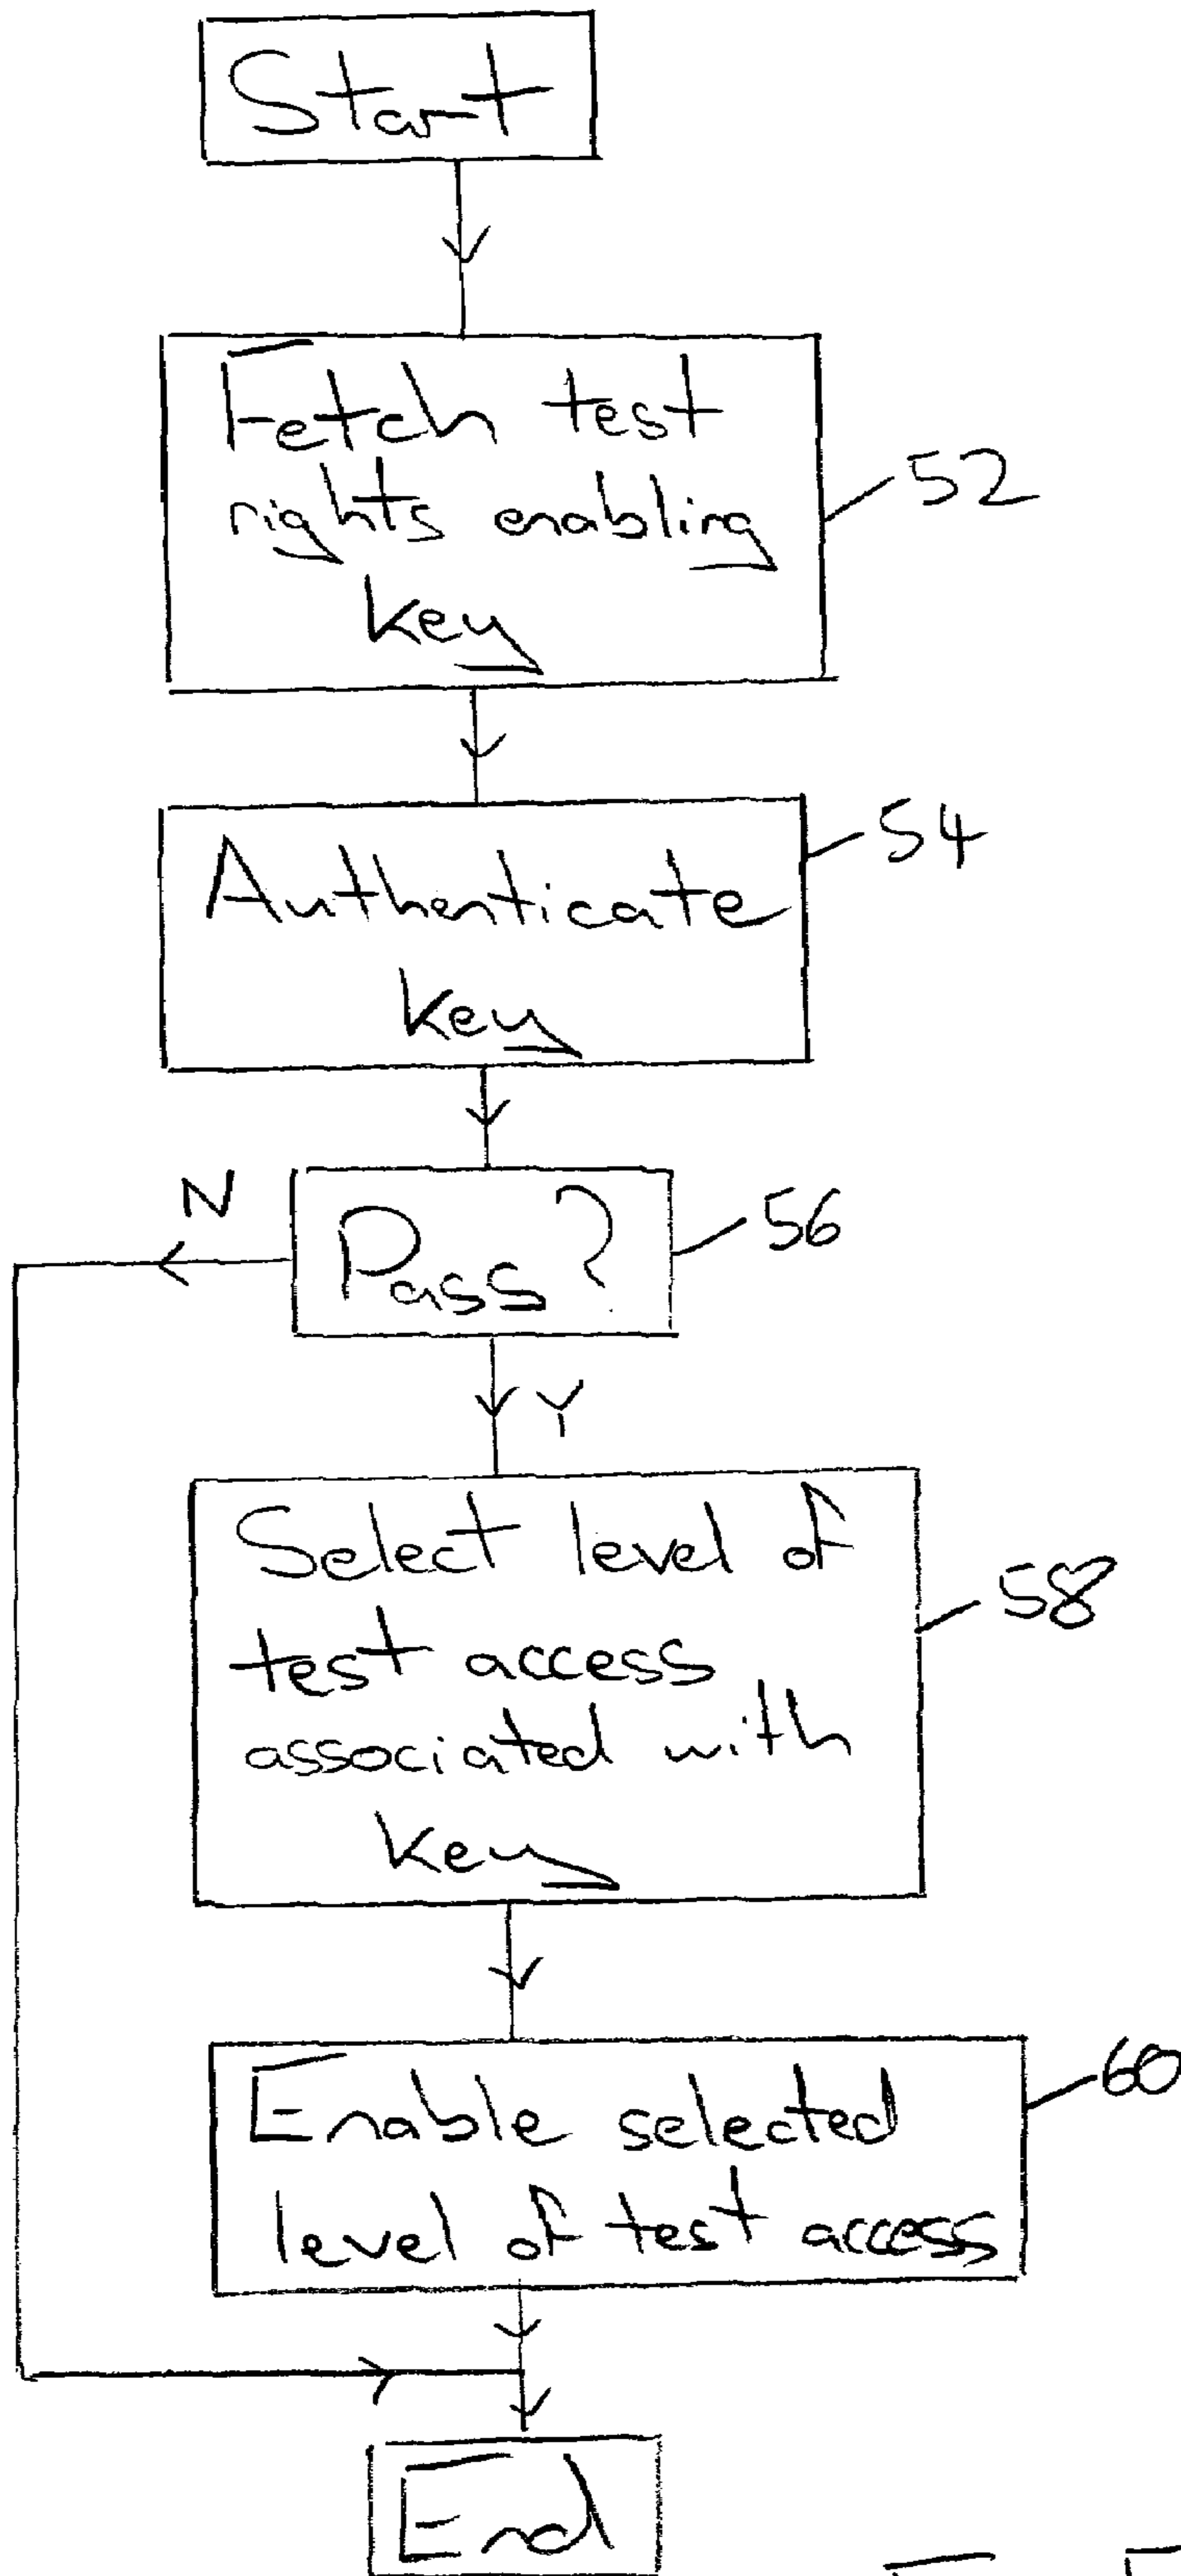 Start
Fetch test
rights enabling
key
52
Authenticate
key
54
Pass?
56
N
Y
Select level of
test access
associated with
key
58
Enable selected
level of test access
60
End